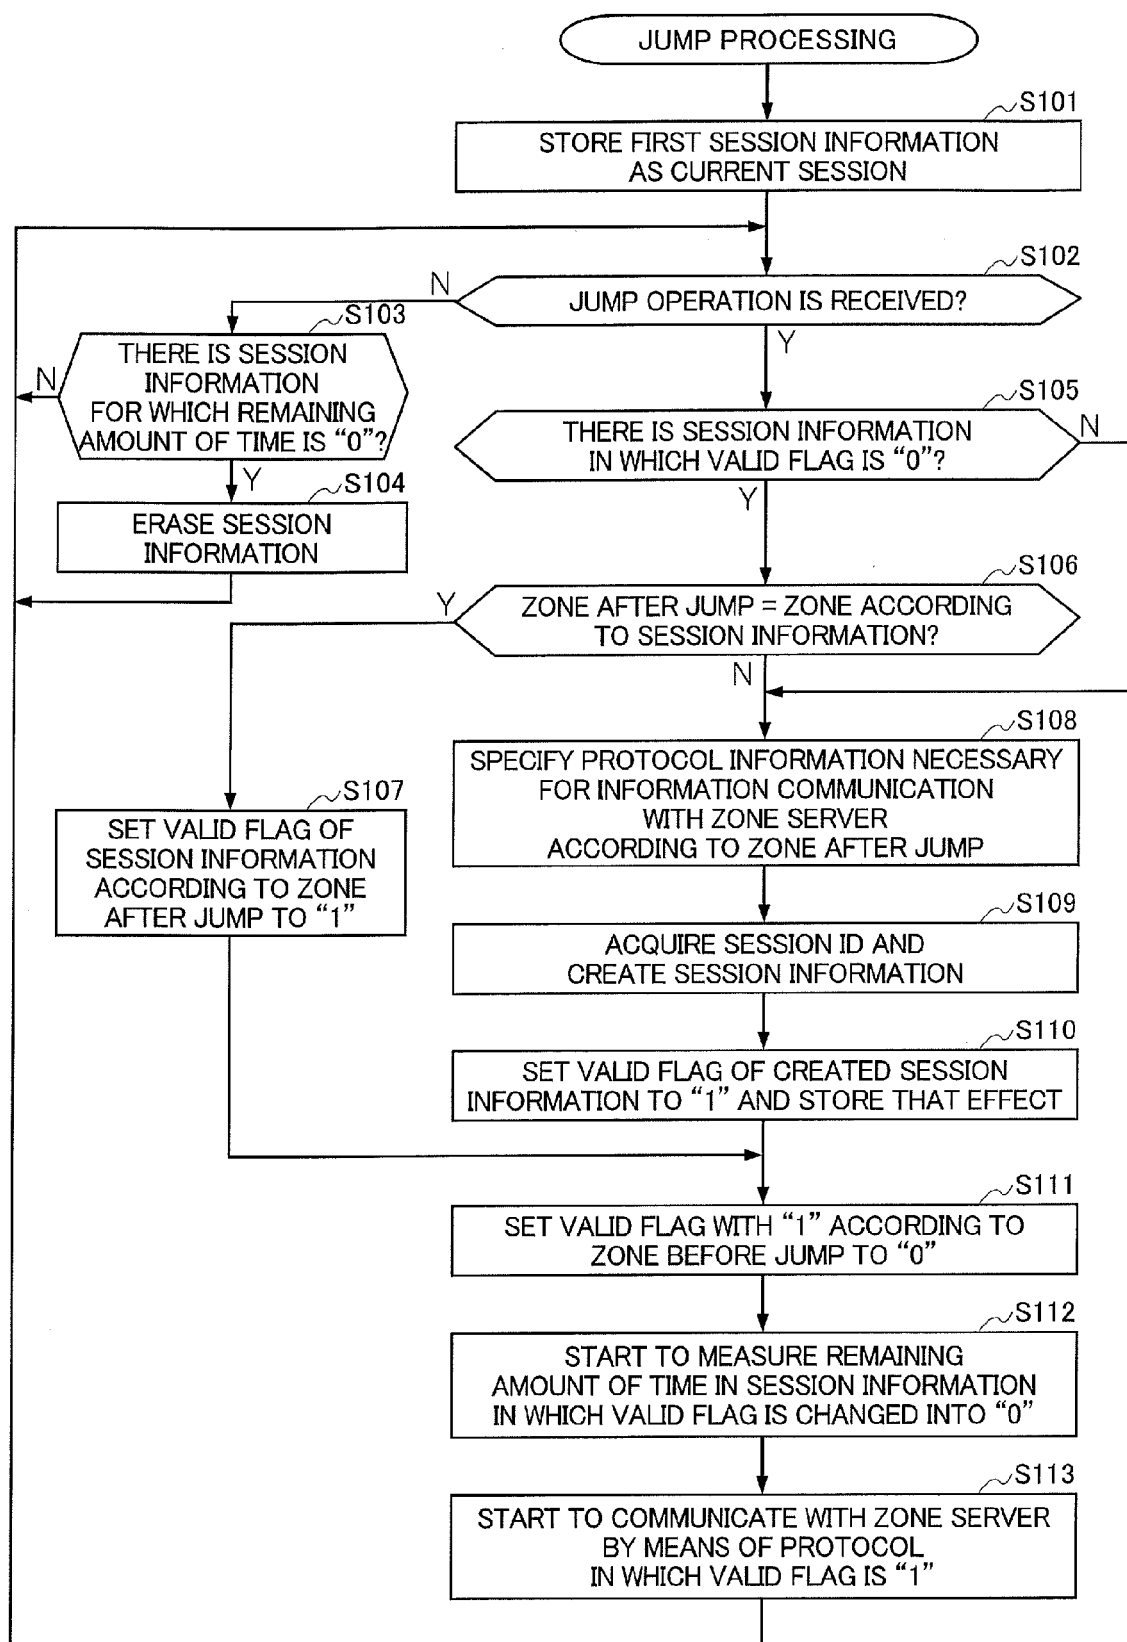 JUMP PROCESSING
S101
STORE FIRST SESSION INFORMATION
AS CURRENT SESSION
S102
N
JUMP OPERATION IS RECEIVED?
Y
S103
THERE IS SESSION
INFORMATION
FOR WHICH REMAINING
AMOUNT OF TIME IS “0”?
N
Y
S104
ERASE SESSION
INFORMATION
S105
THERE IS SESSION INFORMATION
IN WHICH VALID FLAG IS “0”?
N
Y
S106
Y
ZONE AFTER JUMP = ZONE ACCORDING
TO SESSION INFORMATION?
N
S107
SET VALID FLAG OF
SESSION INFORMATION
ACCORDING TO ZONE
AFTER JUMP TO “1”
S108
SPECIFY PROTOCOL INFORMATION NECESSARY
FOR INFORMATION COMMUNICATION
WITH ZONE SERVER
ACCORDING TO ZONE AFTER JUMP
S109
ACQUIRE SESSION ID AND
CREATE SESSION INFORMATION
S110
SET VALID FLAG OF CREATED SESSION
INFORMATION TO “1” AND STORE THAT EFFECT
S111
SET VALID FLAG WITH “1” ACCORDING TO
ZONE BEFORE JUMP TO “0”
S112
START TO MEASURE REMAINING
AMOUNT OF TIME IN SESSION INFORMATION
IN WHICH VALID FLAG IS CHANGED INTO “0”
S113
START TO COMMUNICATE WITH ZONE SERVER
BY MEANS OF PROTOCOL
IN WHICH VALID FLAG IS “1”